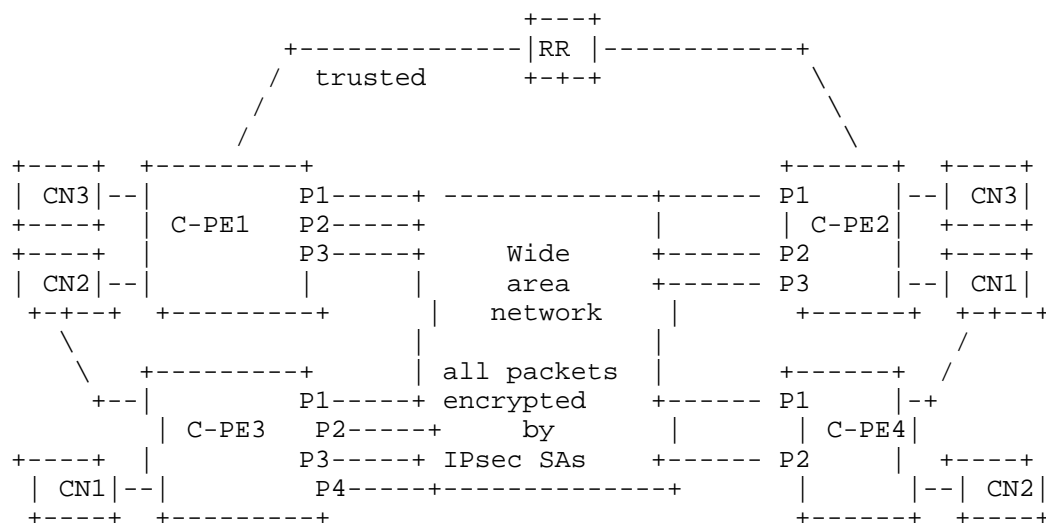 RR
trusted
CN3 P1 P1 CN3
C-PE1 P2 C-PE2
P3 Wide P2
CN2 area P3 CN1
network
all packets
P1 encrypted P1
C-PE3 P2 by C-PE4
P3 IPsec SAs P2
CN1 P4 CN2